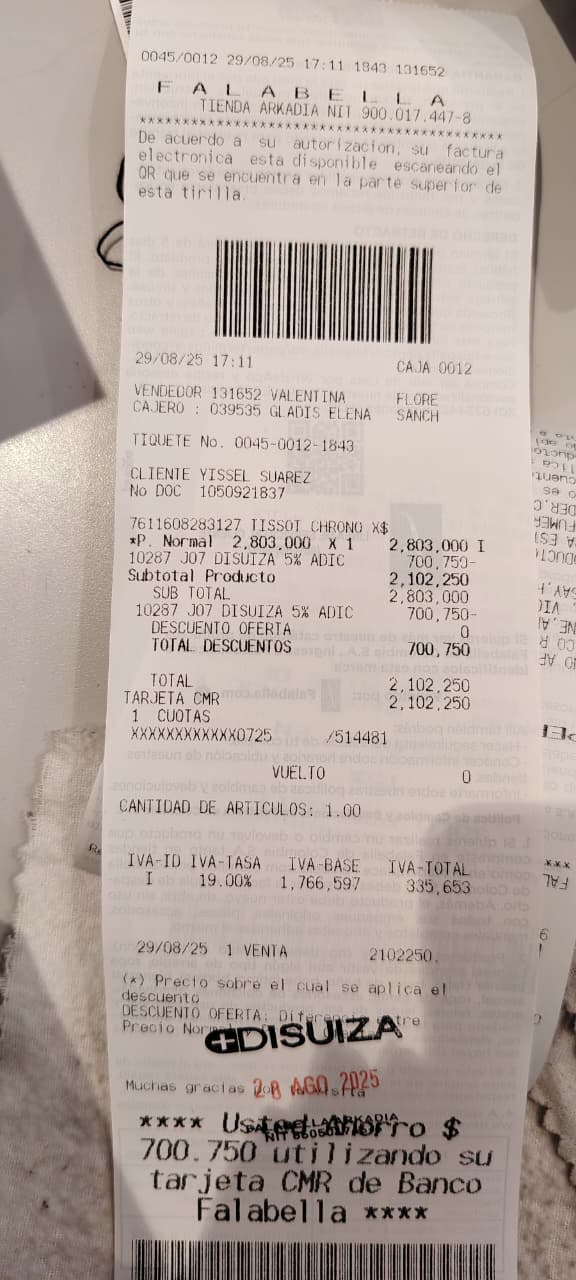 0045/0012 29/08/25 17:11 1843 131652
F A L A B E L L A
TIENDA ARKADIA NIT 900.017.447-8
De acuerdo a su autorizacion, su factura
electronica esta disponible escaneando el
QR que se encuentra en la parte superior de
esta tirilla.
29/08/25 17:11 CAJA 0012
VENDEDOR 131652 VALENTINA FLORE
CAJERO : 039535 GLADIS ELENA SANCH
TIQUETE No. 0045-0012-1843
CLIENTE YISSEL SUAREZ
No DOC 1050921837
7611608283127 TISSOT CHRONO X$
*P. Normal 2,803,000 X 1 2,803,000 I
10287 J07 DISUIZA 5% ADIC 700,750-
Subtotal Producto 2,102,250
SUB TOTAL 2,803,000
10287 J07 DISUIZA 5% ADIC 700,750-
DESCUENTO OFERTA 0
TOTAL DESCUENTOS 700,750
TOTAL 2,102,250
TARJETA CMR 2,102,250
1 CUOTAS
XXXXXXXXXXXX0725 /514481
VUELTO 0
CANTIDAD DE ARTICULOS: 1.00
IVA-ID IVA-TASA IVA-BASE IVA-TOTAL
I 19.00% 1,766,597 335,653
29/08/25 1 VENTA 2102250.
(*) Precio sobre el cual se aplica el
descuento
DESCUENTO OFERTA: Diferencia entre
Precio
DISUIZA
Muchas gracias
28 AGO 2025
**** Usted Ahorro $
ARKADIA
NIT
700.750 utilizando su
tarjeta CMR de Banco
Falabella ****